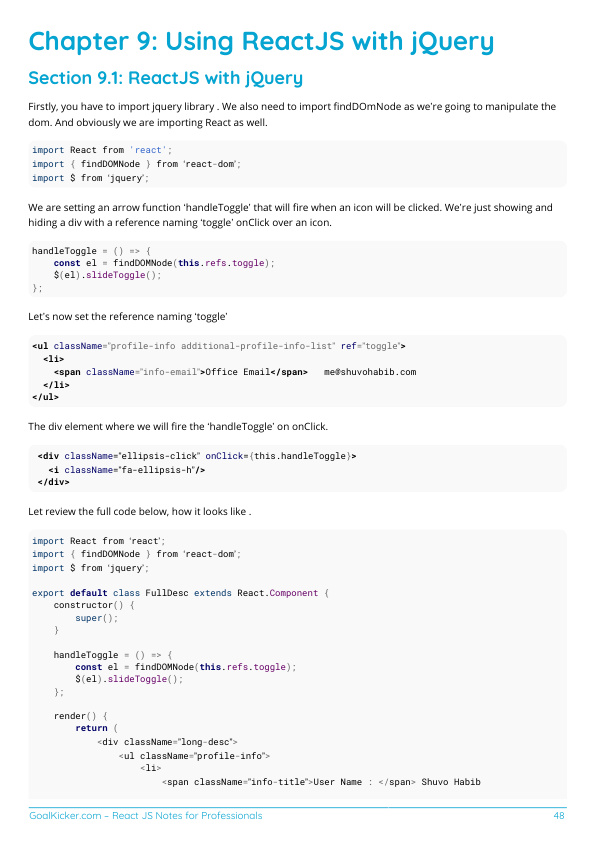 Chapter 9: Using ReactJS with jQuery
Section 9.1: ReactJS with jQuery
Firstly, you have to import jquery library . We also need to import findDOmNode as we're going to manipulate the
dom. And obviously we are importing React as well.
import React from 'react';
import { findDOMNode } from 'react-dom';
import $ from 'jquery';
We are setting an arrow function 'handleToggle' that will fire when an icon will be clicked. We're just showing and
hiding a div with a reference naming 'toggle' onClick over an icon.
handleToggle = () => {
    const el = findDOMNode(this.refs.toggle);
    $(el).slideToggle();
};
Let's now set the reference naming 'toggle'
<ul className="profile-info additional-profile-info-list" ref="toggle">
  <li>
    <span className="info-email">Office Email</span>   me@shuvohabib.com
  </li>
</ul>
The div element where we will fire the 'handleToggle' on onClick.
<div className="ellipsis-click" onClick={this.handleToggle}>
  <i className="fa-ellipsis-h"/>
</div>
Let review the full code below, how it looks like .
import React from 'react';
import { findDOMNode } from 'react-dom';
import $ from 'jquery';
export default class FullDesc extends React.Component {
    constructor() {
        super();
    }
    handleToggle = () => {
        const el = findDOMNode(this.refs.toggle);
        $(el).slideToggle();
    };
    render() {
        return (
            <div className="long-desc">
                <ul className="profile-info">
                    <li>
                        <span className="info-title">User Name : </span> Shuvo Habib
GoalKicker.com – React JS Notes for Professionals 48